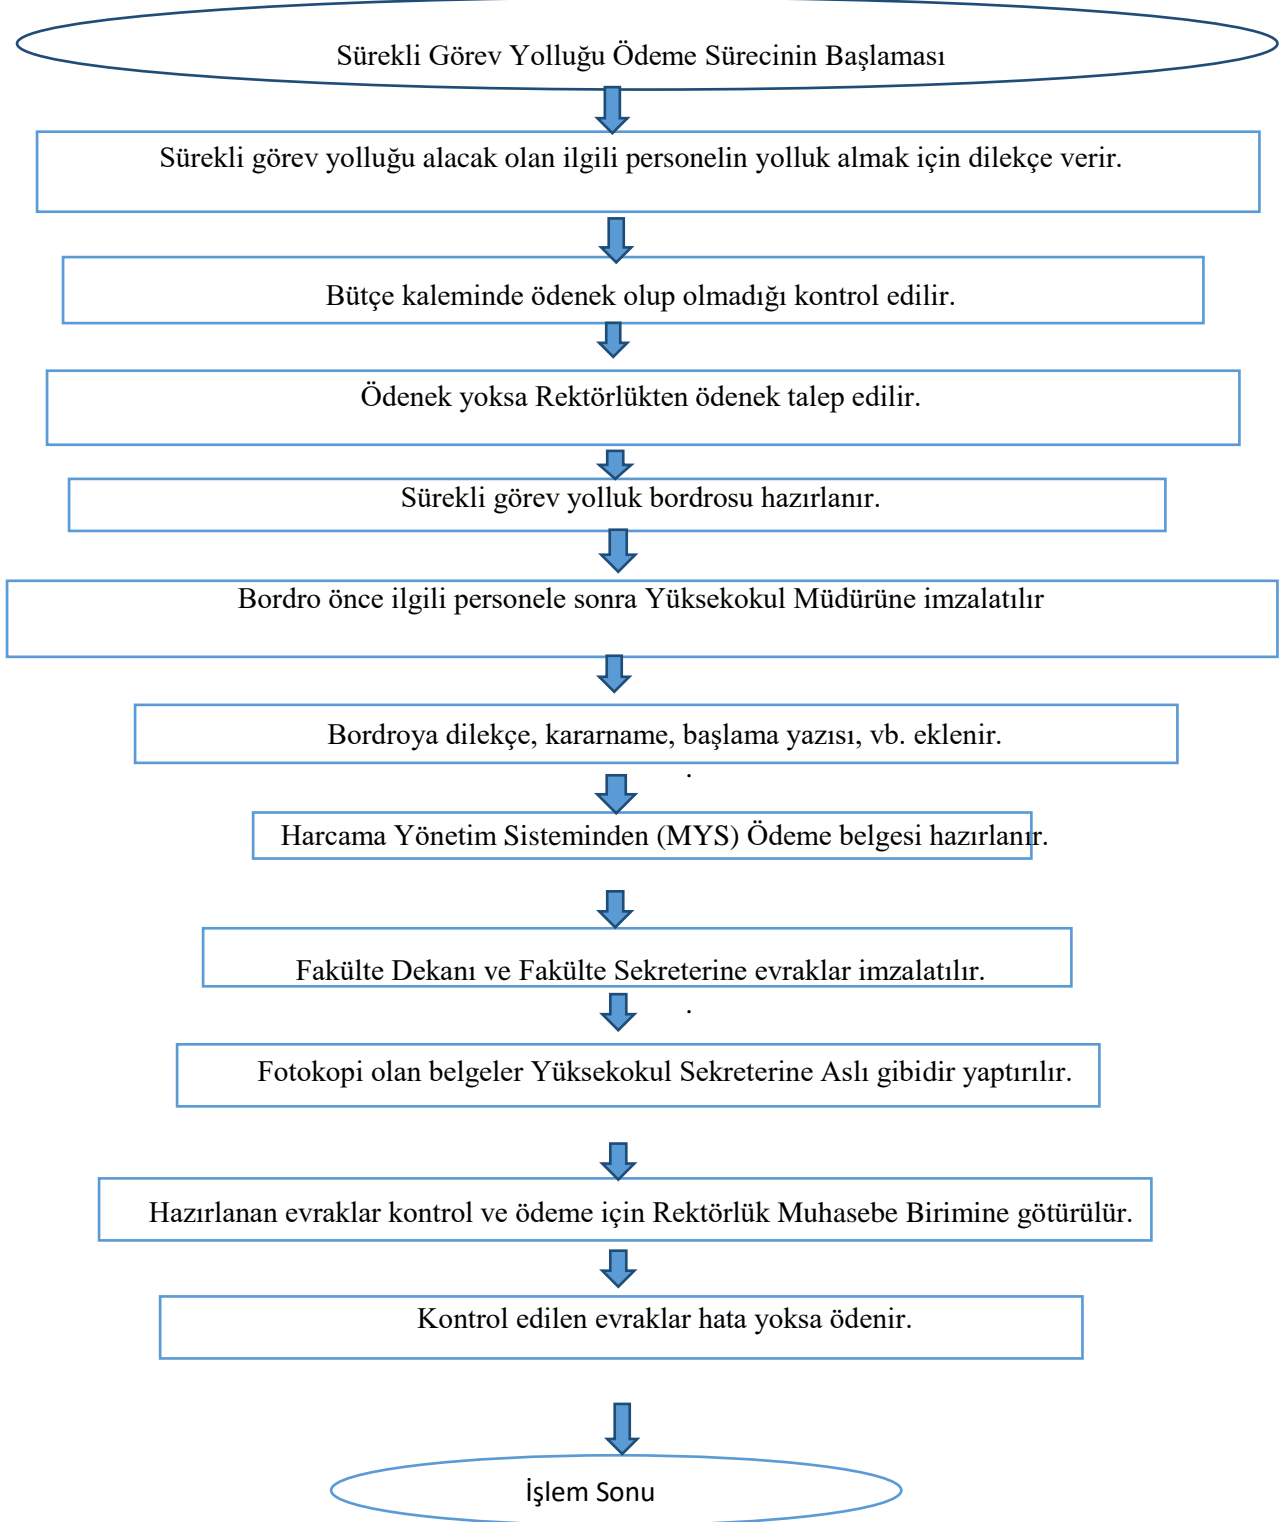 Sürekli Görev Yolluğu Ödeme Sürecinin Başlaması
Sürekli görev yolluğu alacak olan ilgili personelin yolluk almak için dilekçe verir.
Bütçe kaleminde ödenek olup olmadığı kontrol edilir.
Ödenek yoksa Rektörlükten ödenek talep edilir.
Sürekli görev yolluk bordrosu hazırlanır.
Bordro önce ilgili personele sonra Yüksekokul Müdürüne imzalatılır
Bordroya dilekçe, kararname, başlama yazısı, vb. eklenir.
.
Harcama Yönetim Sisteminden (MYS) Ödeme belgesi hazırlanır.
Fakülte Dekanı ve Fakülte Sekreterine evraklar imzalatılır.
.
Fotokopi olan belgeler Yüksekokul Sekreterine Aslı gibidir yaptırılır.
Hazırlanan evraklar kontrol ve ödeme için Rektörlük Muhasebe Birimine götürülür.
Kontrol edilen evraklar hata yoksa ödenir.
İşlem Sonu